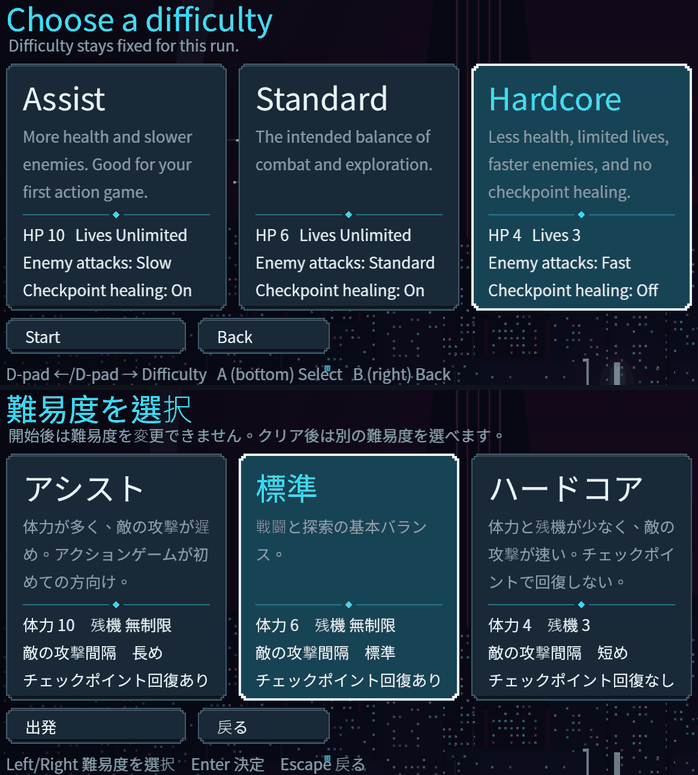 Choose a difficulty
Difficulty stays fixed for this run.
Assist
More health and slower
enemies. Good for your
first action game.
HP 10 Lives Unlimited
Enemy attacks: Slow
Checkpoint healing: On
Standard
The intended balance of
combat and exploration.
HP 6 Lives Unlimited
Enemy attacks: Standard
Checkpoint healing: On
Hardcore
Less health, limited lives,
faster enemies, and no
checkpoint healing.
HP 4 Lives 3
Enemy attacks: Fast
Checkpoint healing: Off
Start
Back
D-pad ←/D-pad → Difficulty A (bottom) Select B (right) Back
難易度を選択
開始後は難易度を変更できません。クリア後は別の難易度を選べます。
アシスト
体力が多く、敵の攻撃が遅
め。アクションゲームが初
めての方向け。
体力 10 残機 無制限
敵の攻撃間隔 長め
チェックポイント回復あり
標準
戦闘と探索の基本バラン
ス。
体力 6 残機 無制限
敵の攻撃間隔 標準
チェックポイント回復あり
ハードコア
体力と残機が少なく、敵の
攻撃が速い。チェックポイ
ントで回復しない。
体力 4 残機 3
敵の攻撃間隔 短め
チェックポイント回復なし
出発
戻る
Left/Right 難易度を選択 Enter 決定 Escape 戻る